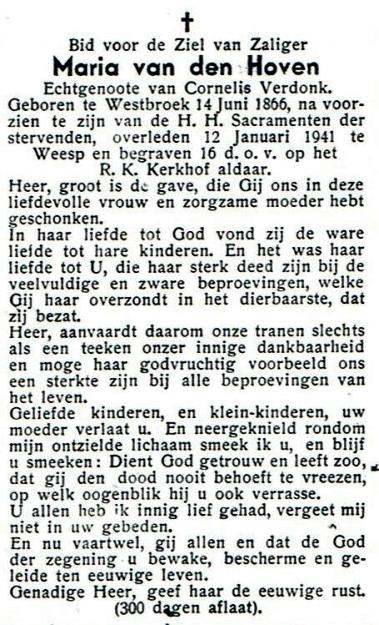 Bid voor de Ziel van Zaliger
Maria van den Hoven
Echtgenoote van Cornelis Verdonk.
Geboren te Westbroek 14 Juni 1866, na voor-
zien te zijn van de H. H. Sacramenten der
stervenden, overleden 12 Januari 1941 te
Weesp en begraven 16 d. o. v. op het
R. K. Kerkhof aldaar.
Heer, groot is de gave, die Gij ons in deze
liefdevolle vrouw en zorgzame moeder hebt
geschonken.
In haar liefde tot God vond zij de ware
liefde tot hare kinderen. En het was haar
liefde tot U, die haar sterk deed zijn bij de
veelvuldige en zware beproevingen, welke
Gij haar overzondt in het dierbaarste, dat
zij bezat.
Heer, aanvaardt daarom onze tranen slechts
als een teeken onzer innige dankbaarheid
en moge haar godvruchtig voorbeeld ons
een sterkte zijn bij alle beproevingen van
het leven.
Geliefde kinderen, en klein-kinderen, uw
moeder verlaat u. En neergeknield rondom
mijn ontzielde lichaam smeek ik u, en blijf
u smeeken: Dient God getrouw en leeft zoo,
dat gij den dood nooit behoeft te vreezen,
op welk oogenblik hij u ook verrasse.
U allen heb ik innig lief gehad, vergeet mij
niet in uw gebeden.
En nu vaartwel, gij allen en dat de God
der zegening u bewake, bescherme en ge-
leide ten eeuwige leven.
Genadige Heer, geef haar de eeuwige rust.
(300 dagen aflaat).